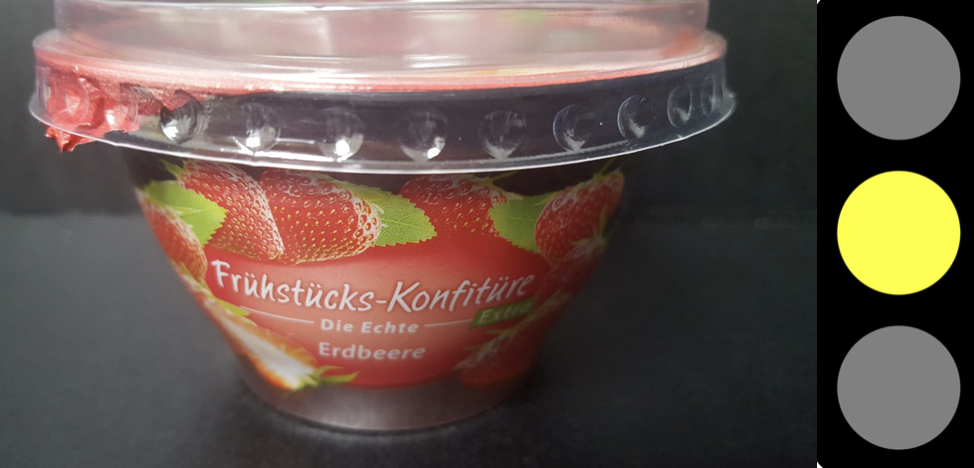 Frühstücks-Konfitüre
Extra
Die Echte
Erdbeere